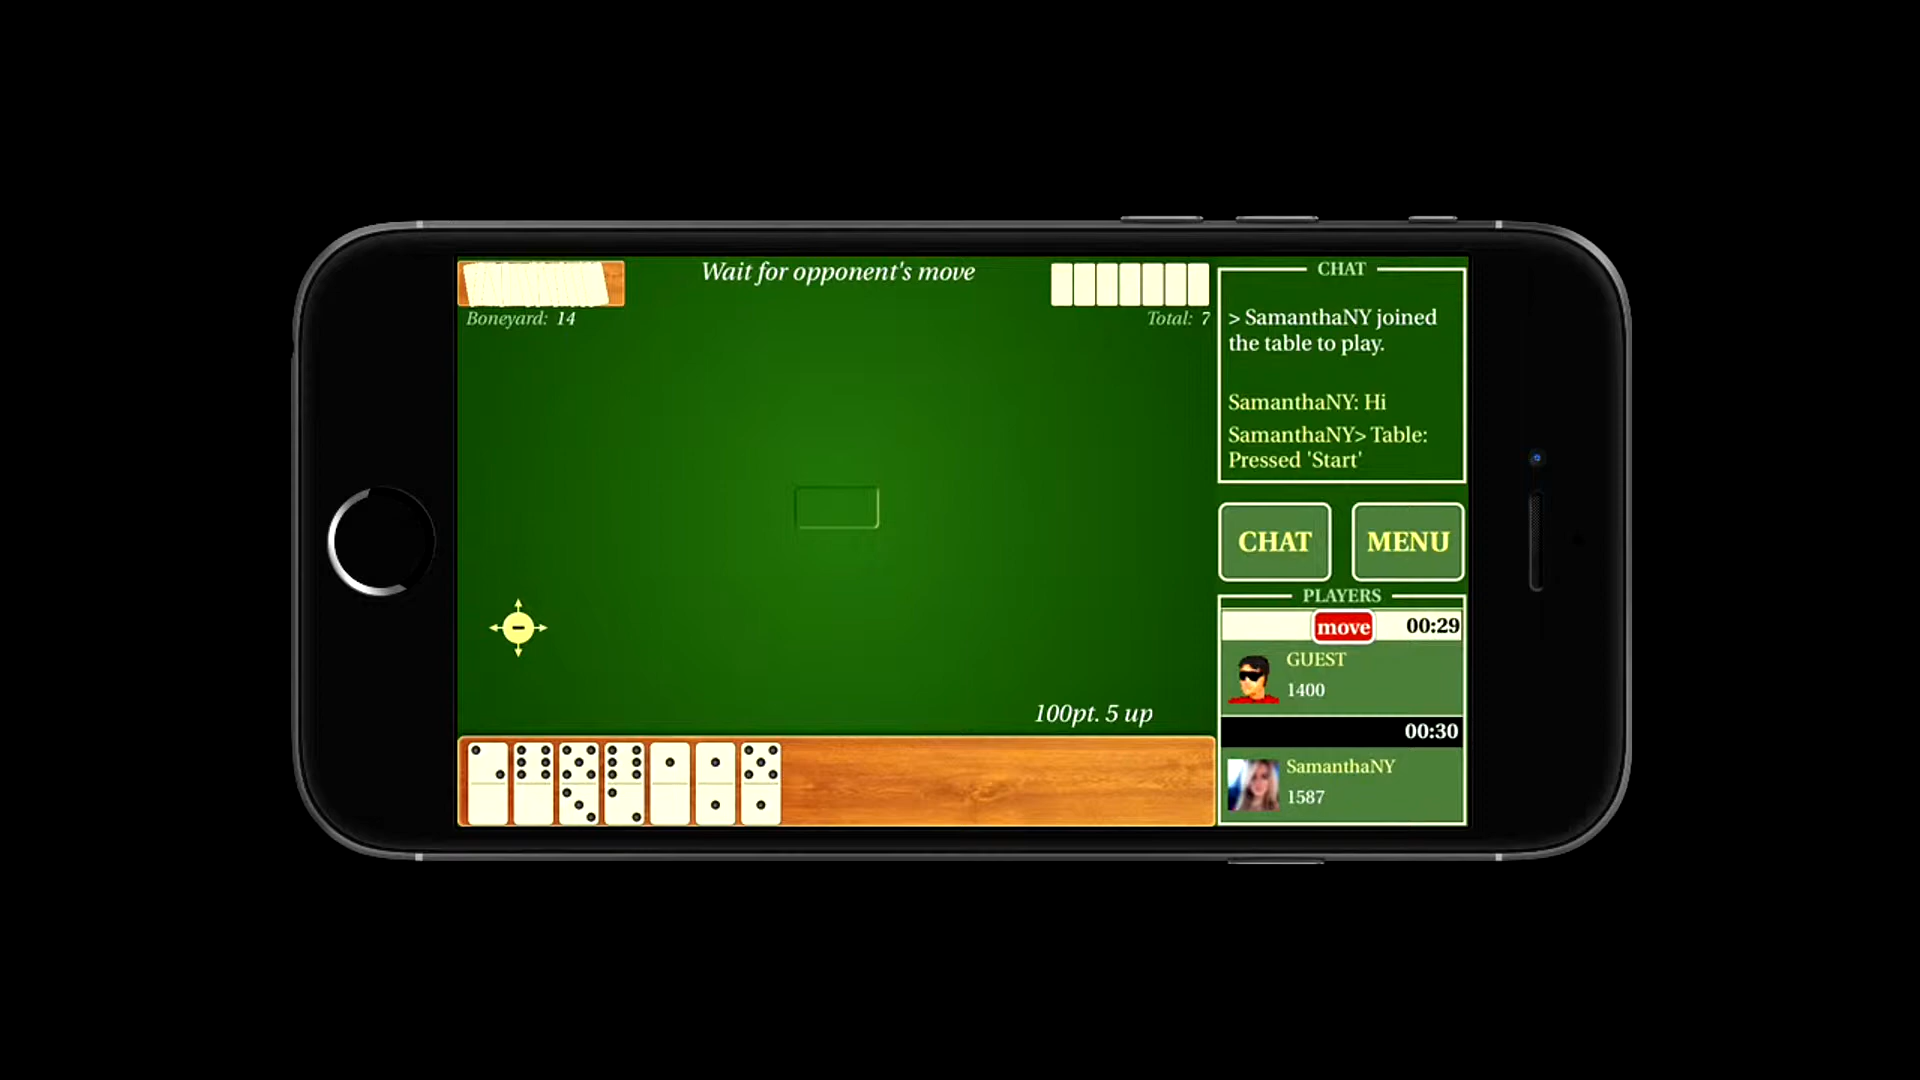 Wait for opponent's move
Boneyard: 14
Total: 7
100pt. 5 up
CHAT
> SamanthaNY joined
the table to play.
SamanthaNY: Hi
SamanthaNY> Table:
Pressed 'Start'
CHAT
MENU
PLAYERS
move 00:29
GUEST
1400
00:30
SamanthaNY
1587